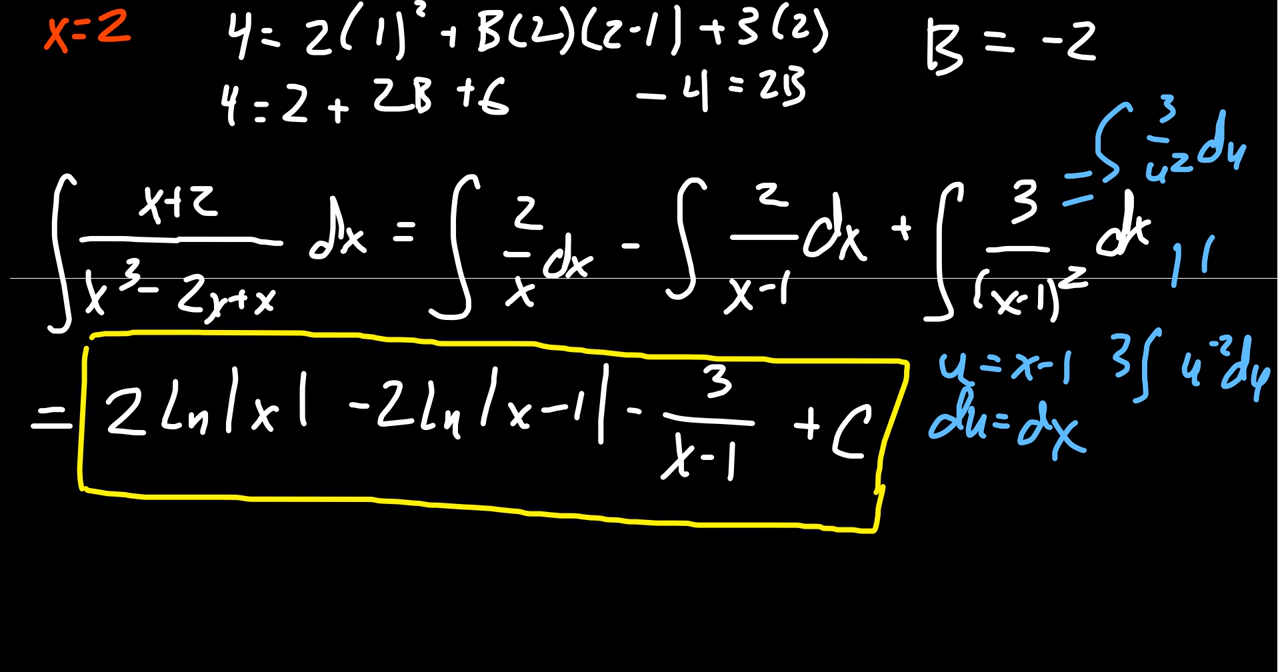 x=2 4 = 2(1)² + B(2)(2-1) + 3(2) B = -2
4 = 2 + 2B + 6 -4 = 2B
= ∫ 3/u² du
∫ (x+2)/(x³ - 2x + x) dx = ∫ 2/x dx - ∫ 2/(x-1) dx + ∫ 3/(x-1)² dx
u = x-1 3∫ u⁻² du
du = dx
= 2 Ln|x| - 2Ln|x-1| - 3/(x-1) + C